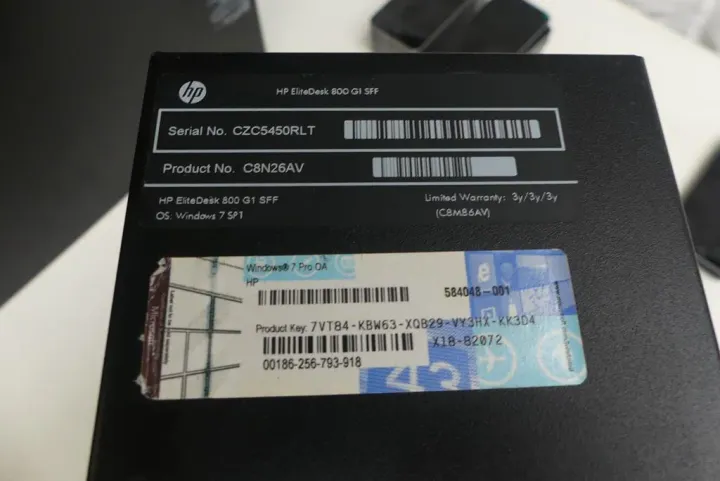 hp
HP EliteDesk 800 G1 SFF
Serial No. CZC5450RLT
Product No. C8N26AV
HP EliteDesk 800 G1 SFF
Limited Warranty: 3y/3y/3y
OS: Windows 7 SP1
(C8M86AV)
Windows® 7 Pro OA
HP
584048-001
Product Key: 7VT84-KBW63-XQB29-VY3HX-KK3D4
X18-82072
00186-256-793-918
Microsoft